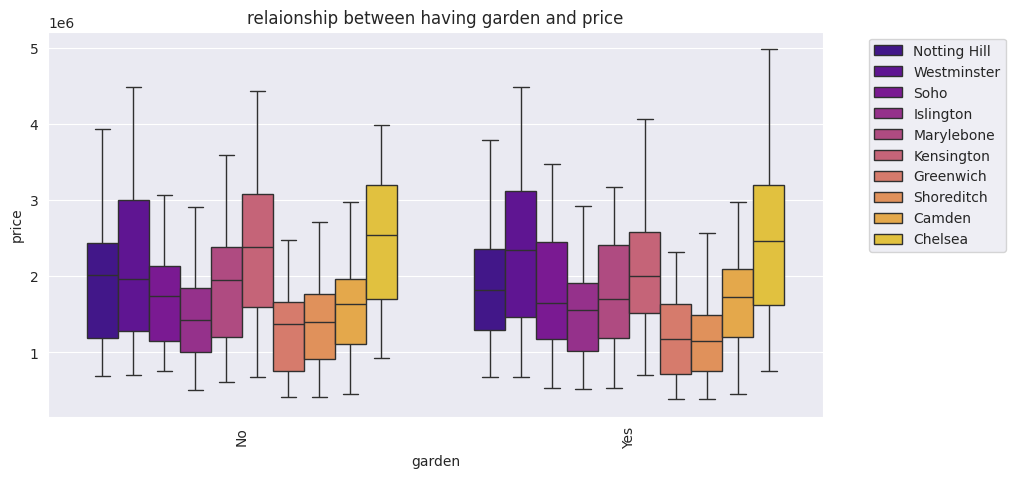 relaionship between having garden and price
1e6
5
4
3
2
1
price
No
Yes
garden
Notting Hill
Westminster
Soho
Islington
Marylebone
Kensington
Greenwich
Shoreditch
Camden
Chelsea